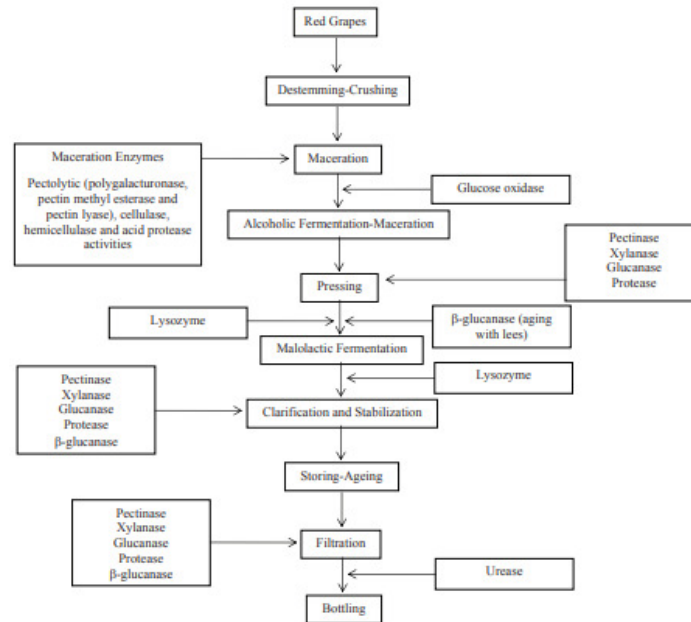 Red Grapes
Destemming-Crushing
Maceration Enzymes
Pectolytic (polygalacturonase,
pectin methyl esterase and
pectin lyase), cellulase,
hemicellulase and acid protease
activities
Maceration
Glucose oxidase
Alcoholic Fermentation-Maceration
Pectinase
Xylanase
Glucanase
Protease
Pressing
Lysozyme
β-glucanase (aging
with lees)
Malolactic Fermentation
Lysozyme
Pectinase
Xylanase
Glucanase
Protease
β-glucanase
Clarification and Stabilization
Storing-Ageing
Pectinase
Xylanase
Glucanase
Protease
β-glucanase
Filtration
Urease
Bottling